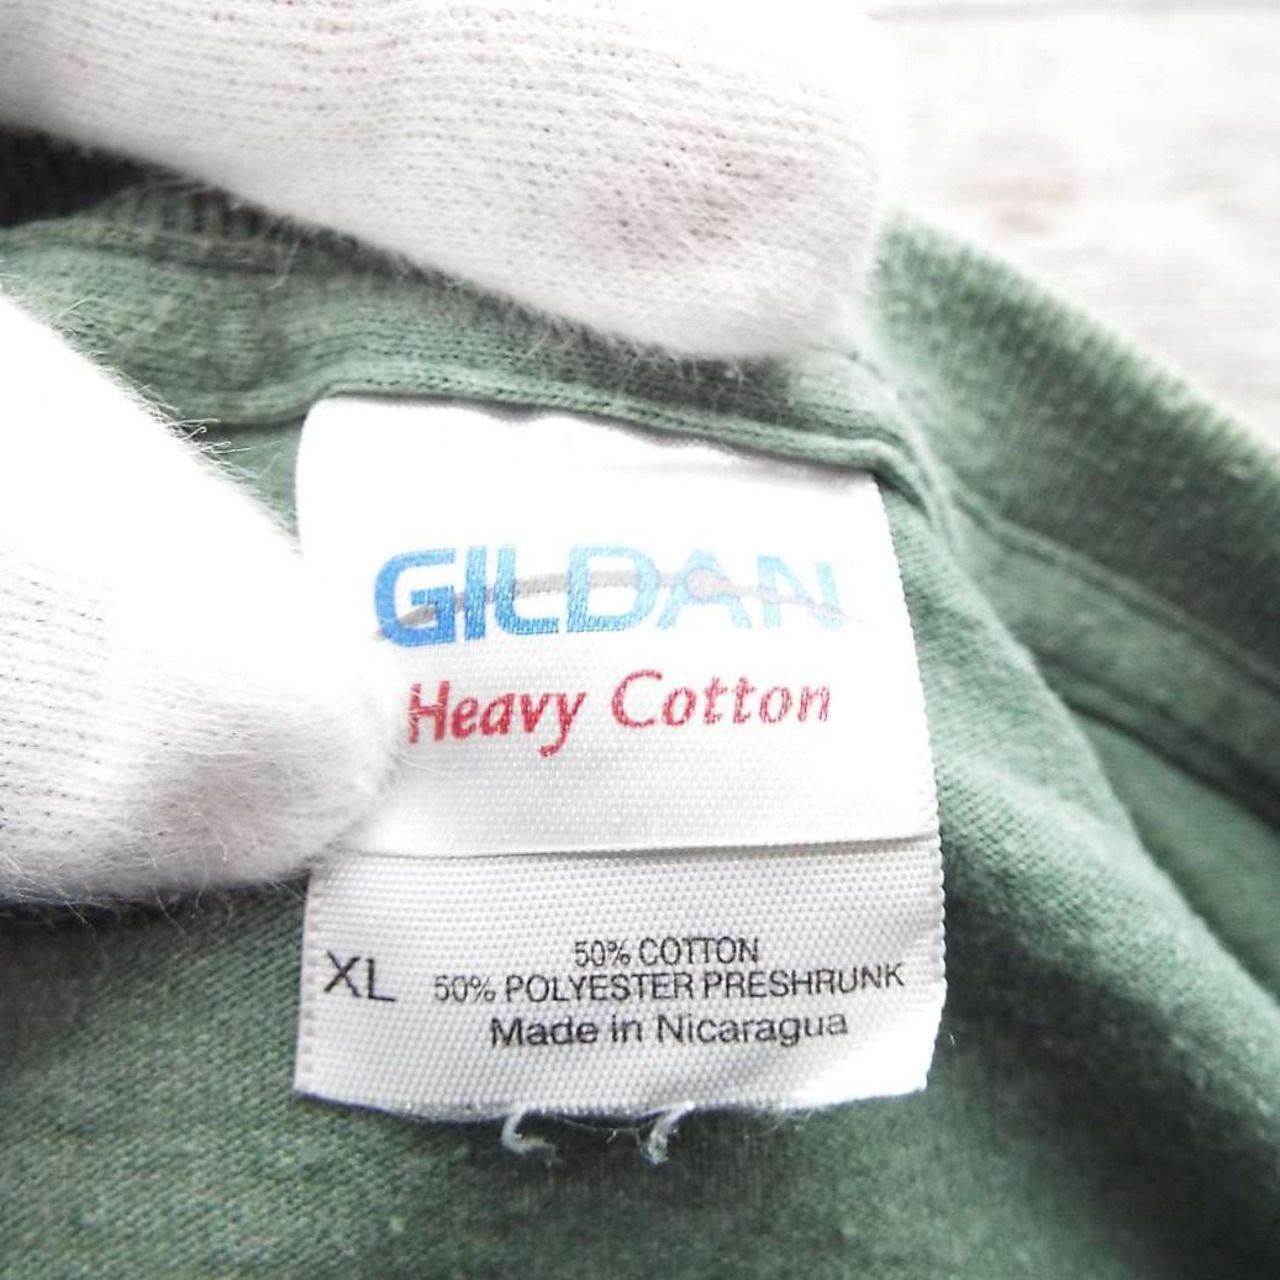 GILDAN
Heavy Cotton
XL
50% COTTON
50% POLYESTER PRESHRUNK
Made in Nicaragua